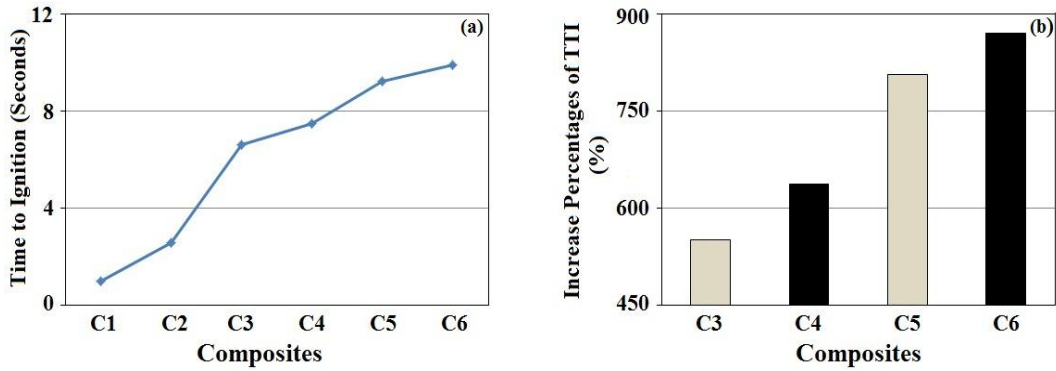 12
(a)
8
4
0
Time to Ignition (Seconds)
C1 C2 C3 C4 C5 C6
Composites
900
(b)
750
600
450
Increase Percentages of TTI
(%)
C3 C4 C5 C6
Composites